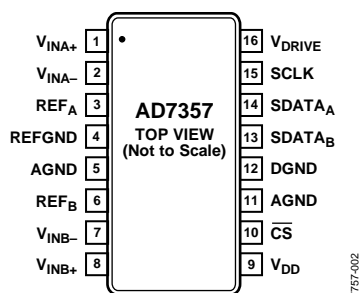 VINA+ 1
VINA– 2
REFA 3
REFGND 4
AGND 5
REFB 6
VINB– 7
VINB+ 8
AD7357
TOP VIEW
(Not to Scale)
16 VDRIVE
15 SCLK
14 SDATAA
13 SDATAB
12 DGND
11 AGND
10 C̅S̅
9 VDD
757-002